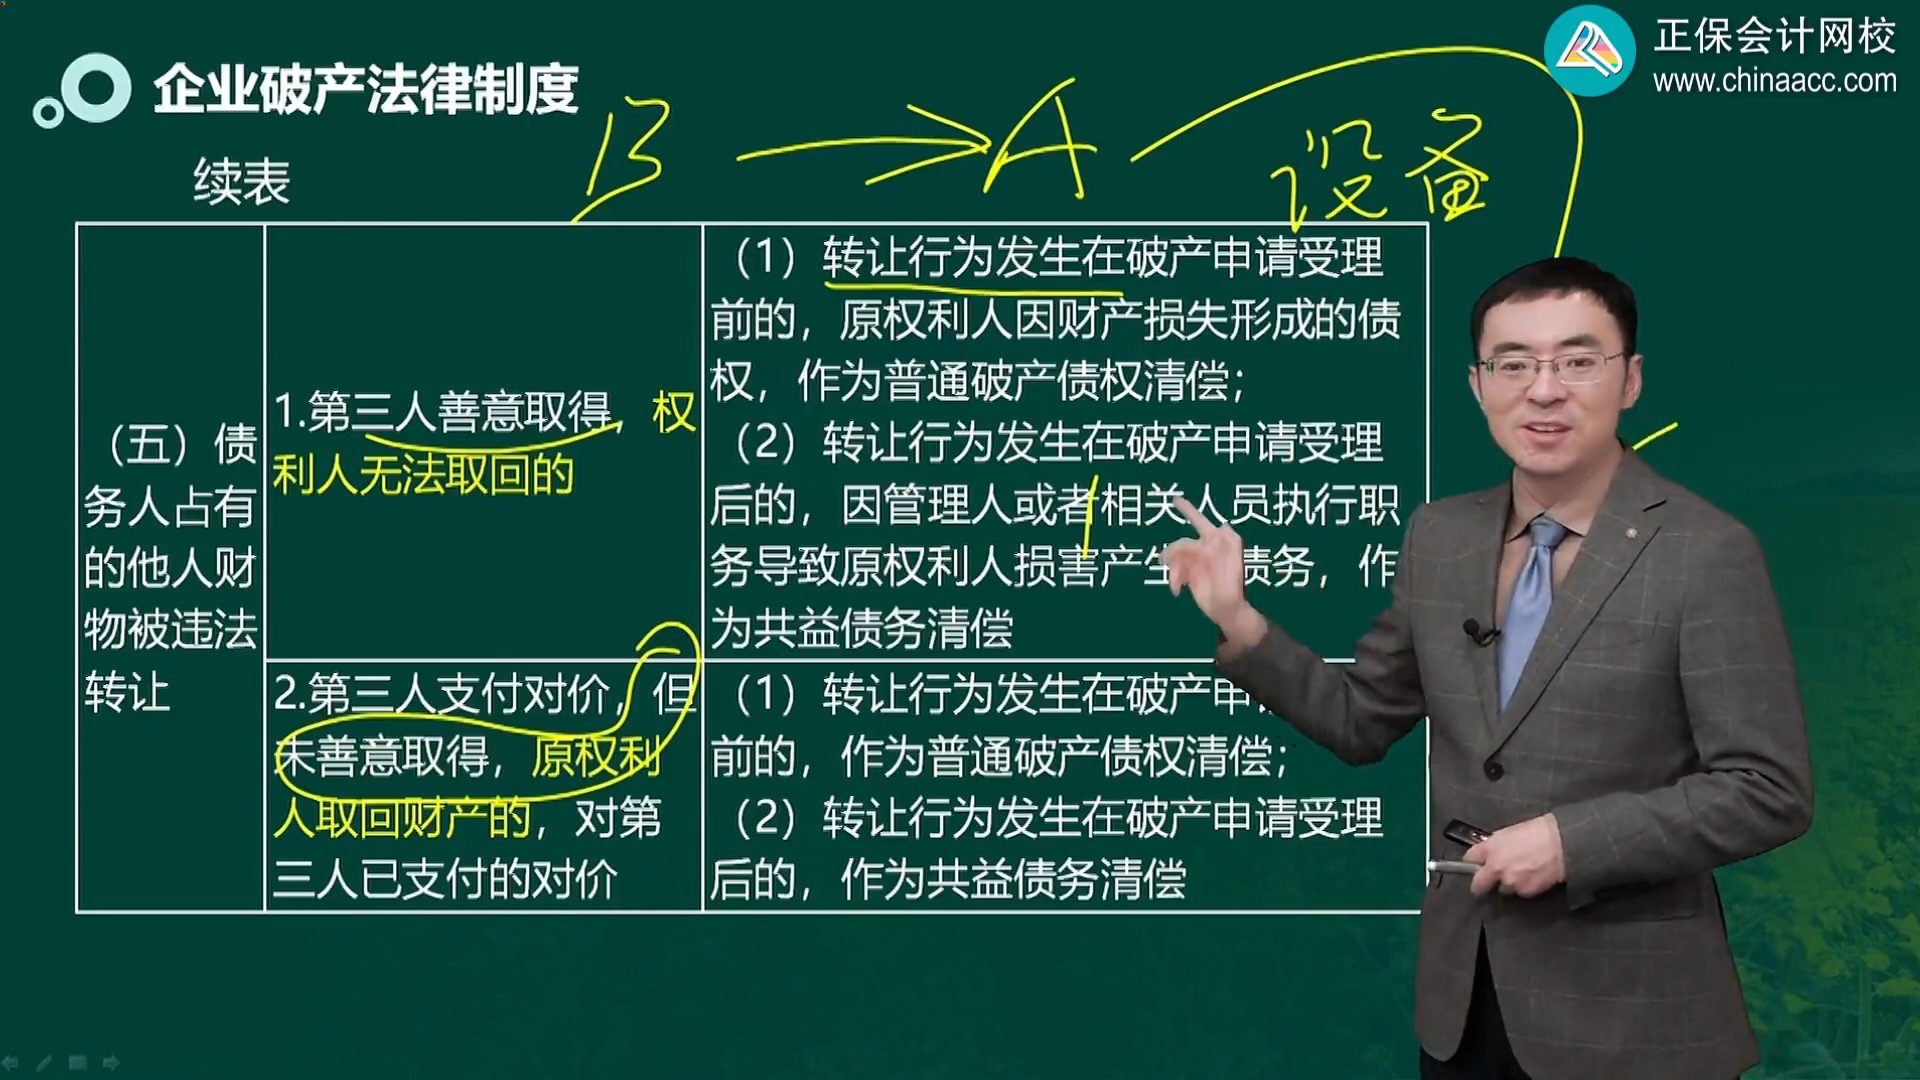 正保会计网校
www.chinaacc.com
企业破产法律制度
B → A
设备
续表
（五）债
务人占有
的他人财
物被违法
转让
1.第三人善意取得，权
利人无法取回的
（1）转让行为发生在破产申请受理
前的，原权利人因财产损失形成的债
权，作为普通破产债权清偿；
（2）转让行为发生在破产申请受理
后的，因管理人或者相关人员执行职
务导致原权利人损害产生 债务，作
为共益债务清偿
2.第三人支付对价，但
未善意取得，原权利
人取回财产的，对第
三人已支付的对价
（1）转让行为发生在破产申
前的，作为普通破产债权清偿；
（2）转让行为发生在破产申请受理
后的，作为共益债务清偿